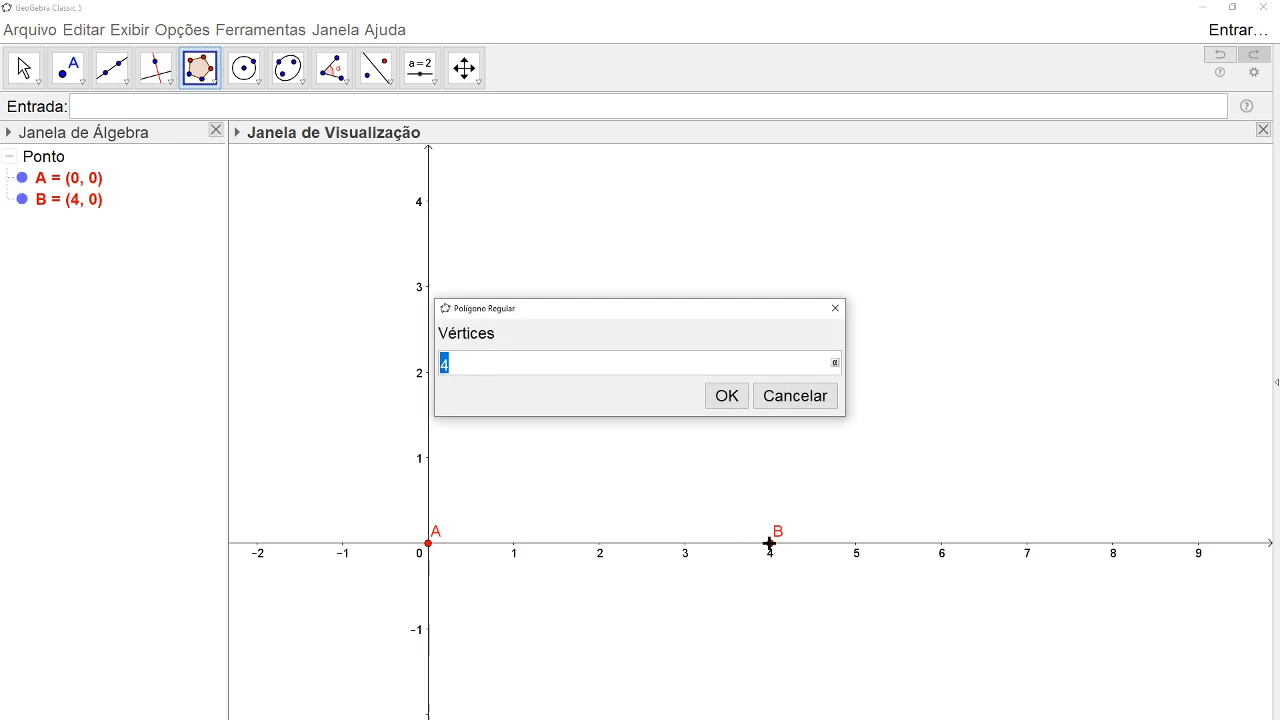 GeoGebra Classic 5
Arquivo Editar Exibir Opções Ferramentas Janela Ajuda
Entrar...
A
α
a=2
Entrada:
Janela de Álgebra
Janela de Visualização
Ponto
A = (0, 0)
B = (4, 0)
4
3
2
1
-1
Polígono Regular
Vértices
4
α
OK Cancelar
A
B
-2 -1 0 1 2 3 4 5 6 7 8 9